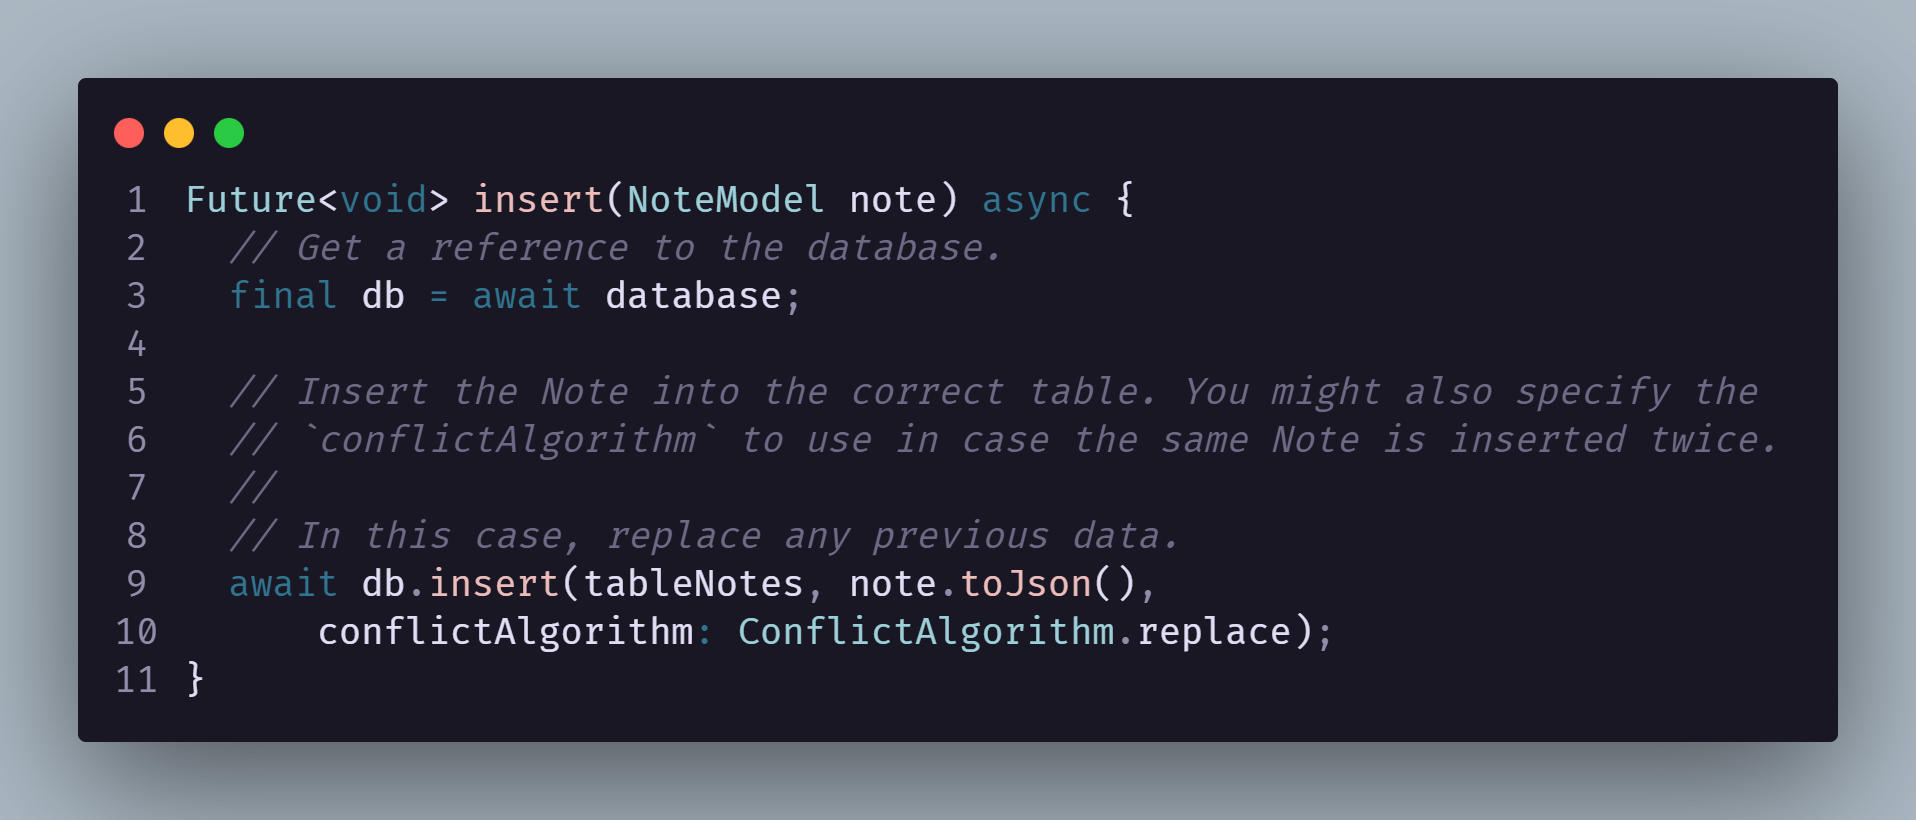 1 Future<void> insert(NoteModel note) async {
2   // Get a reference to the database.
3   final db = await database;
4
5   // Insert the Note into the correct table. You might also specify the
6   // `conflictAlgorithm` to use in case the same Note is inserted twice.
7   //
8   // In this case, replace any previous data.
9   await db.insert(tableNotes, note.toJson(),
10       conflictAlgorithm: ConflictAlgorithm.replace);
11 }